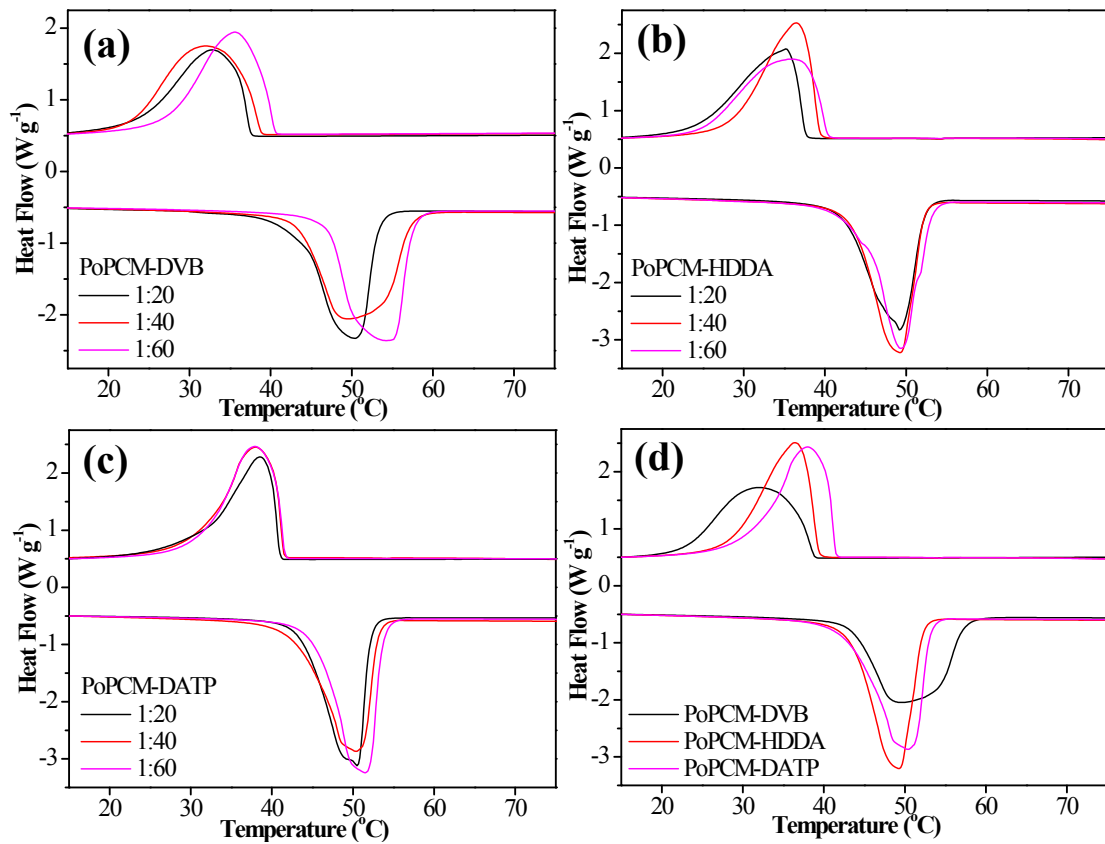 (a)
2
1
0
-1
-2
Heat Flow (W g-1)
PoPCM-DVB
1:20
1:40
1:60
20 30 40 50 60 70
Temperature (oC)
(b)
2
1
0
-1
-2
-3
Heat Flow (W g-1)
PoPCM-HDDA
1:20
1:40
1:60
20 30 40 50 60 70
Temperature (oC)
(c)
2
1
0
-1
-2
-3
Heat Flow (W g-1)
PoPCM-DATP
1:20
1:40
1:60
20 30 40 50 60 70
Temperature (oC)
(d)
2
1
0
-1
-2
-3
Heat Flow (W g-1)
PoPCM-DVB
PoPCM-HDDA
PoPCM-DATP
20 30 40 50 60 70
Temperature (oC)